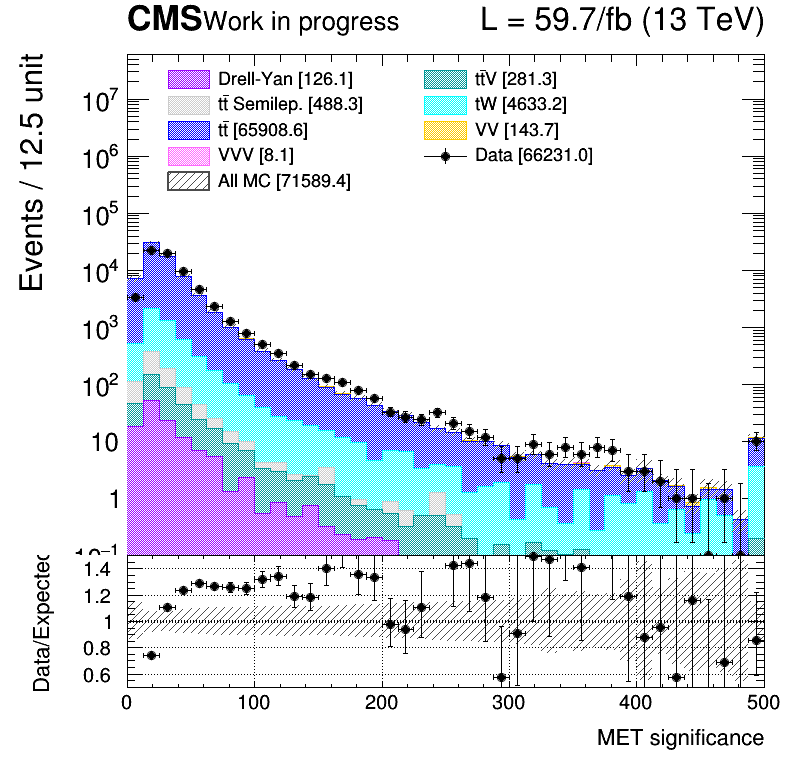 CMS Work in progress L = 59.7/fb (13 TeV)
Events / 12.5 unit
Drell-Yan [126.1]
tt̄ Semilep. [488.3]
tt̄ [65908.6]
VVV [8.1]
All MC [71589.4]
tt̄V [281.3]
tW [4633.2]
VV [143.7]
Data [66231.0]
10⁷
10⁶
10⁵
10⁴
10³
10²
10
1
10⁻¹
Data/Expected
1.4
1.2
1
0.8
0.6
0 100 200 300 400 500
MET significance